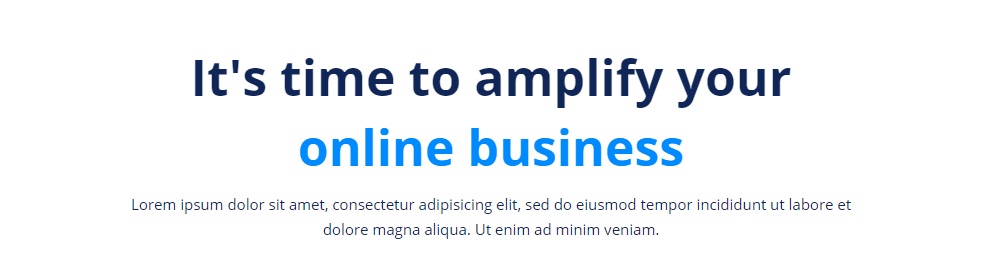 It's time to amplify your
online business
Lorem ipsum dolor sit amet, consectetur adipisicing elit, sed do eiusmod tempor incididunt ut labore et
dolore magna aliqua. Ut enim ad minim veniam.